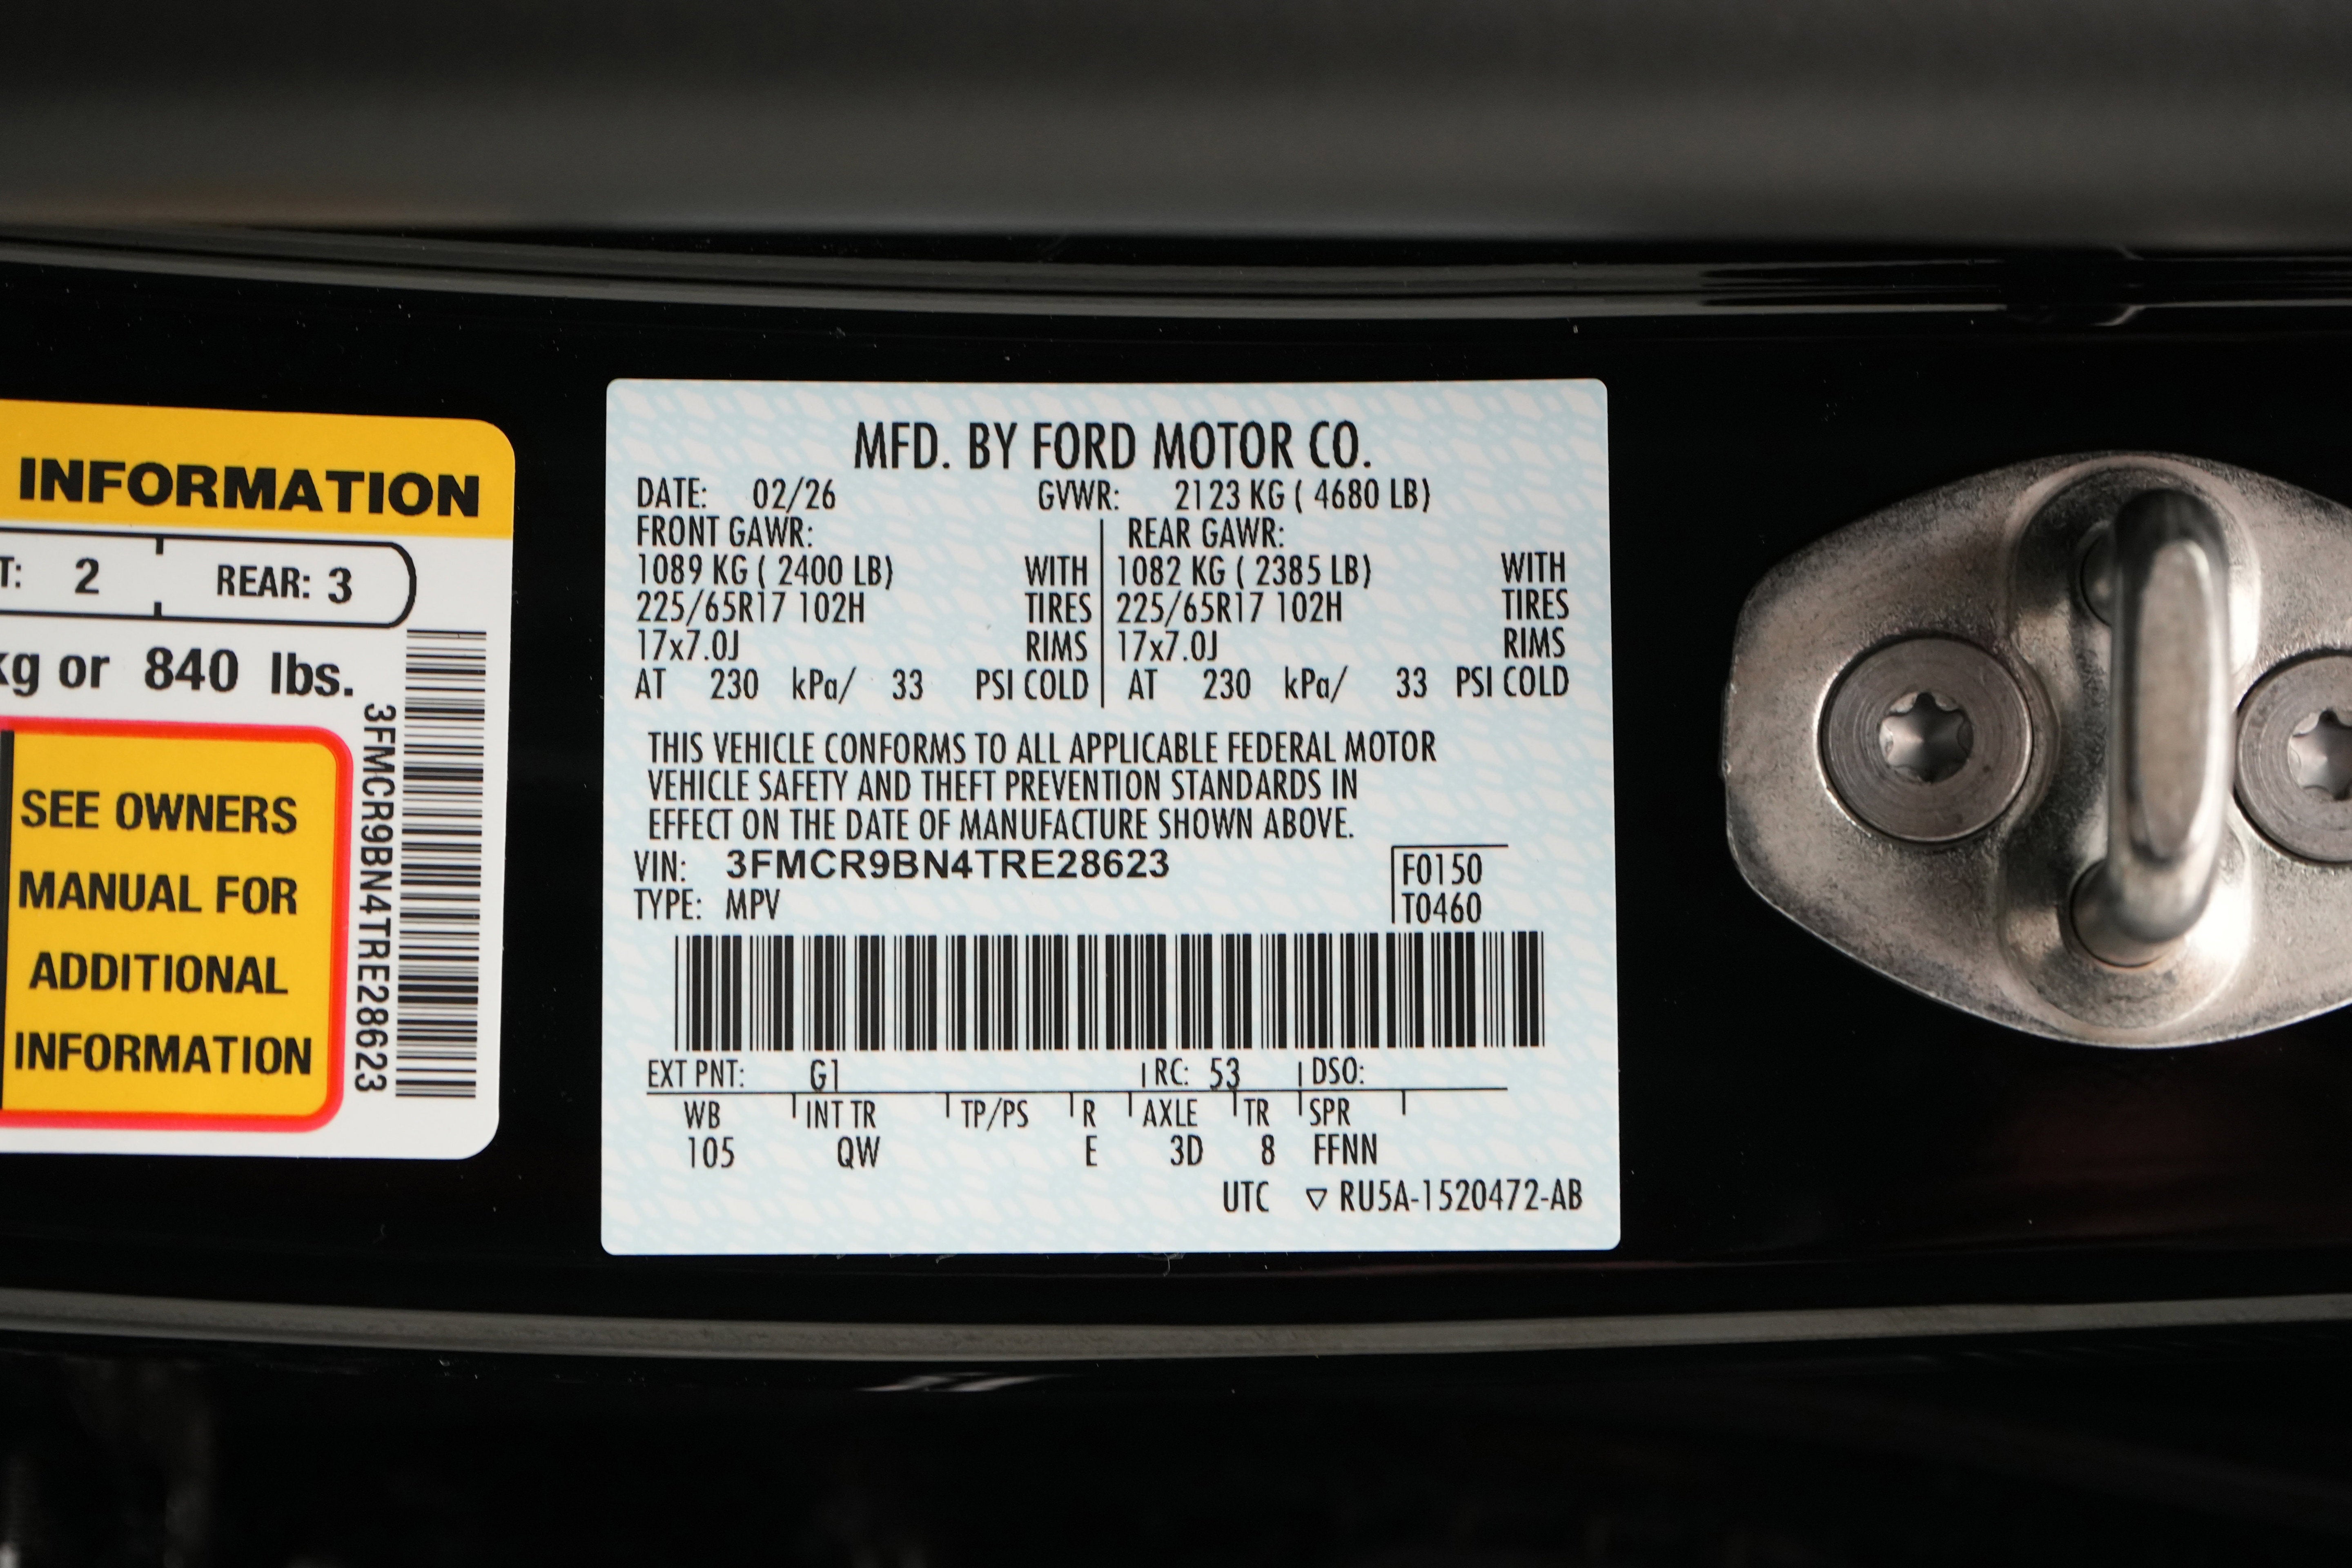 INFORMATION
T: 2 REAR: 3
kg or 840 lbs.
SEE OWNERS
MANUAL FOR
ADDITIONAL
INFORMATION
3FMCR9BN4TRE28623
MFD. BY FORD MOTOR CO.
DATE: 02/26 GVWR: 2123 KG ( 4680 LB)
FRONT GAWR: REAR GAWR:
1089 KG ( 2400 LB) WITH 1082 KG ( 2385 LB) WITH
225/65R17 102H TIRES 225/65R17 102H TIRES
17x7.0J RIMS 17x7.0J RIMS
AT 230 kPa/ 33 PSI COLD AT 230 kPa/ 33 PSI COLD
THIS VEHICLE CONFORMS TO ALL APPLICABLE FEDERAL MOTOR
VEHICLE SAFETY AND THEFT PREVENTION STANDARDS IN
EFFECT ON THE DATE OF MANUFACTURE SHOWN ABOVE.
VIN: 3FMCR9BN4TRE28623 F0150
TYPE: MPV T0460
EXT PNT: G1 RC: 53 DSO:
WB INT TR TP/PS R AXLE TR SPR
105 QW E 3D 8 FFNN
UTC ▽ RU5A-1520472-AB